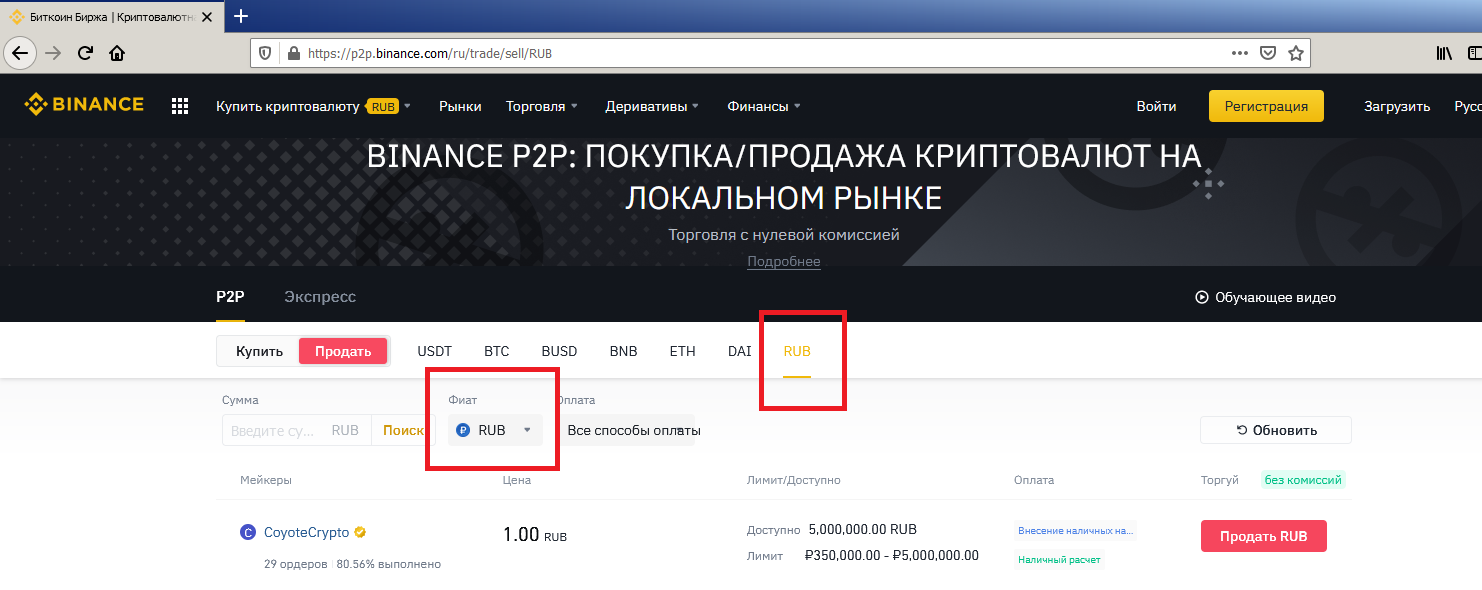 Биткоин Биржа | Криптовалютн
https://p2p.binance.com/ru/trade/sell/RUB
BINANCE Купить криптовалюту RUB Рынки Торговля Деривативы Финансы Войти Регистрация Загрузить Русс
BINANCE P2P: ПОКУПКА/ПРОДАЖА КРИПТОВАЛЮТ НА
ЛОКАЛЬНОМ РЫНКЕ
Торговля с нулевой комиссией
Подробнее
P2P Экспресс Обучающее видео
Купить Продать USDT BTC BUSD BNB ETH DAI RUB
Сумма Фиат Оплата
Введите су... RUB Поиск ₽ RUB Все способы оплаты Обновить
Мейкеры Цена Лимит/Доступно Оплата Торгуй без комиссий
C CoyoteCrypto 1.00 RUB Доступно 5,000,000.00 RUB Внесение наличных на... Продать RUB
29 ордеров 80.56% выполнено Лимит ₽350,000.00 - ₽5,000,000.00 Наличный расчет